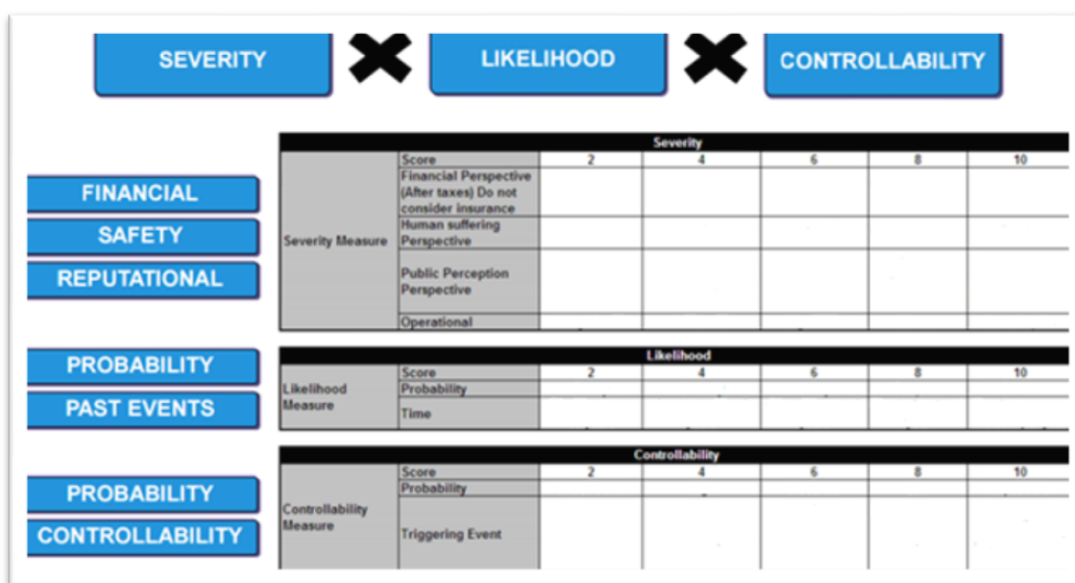 SEVERITY LIKELIHOOD CONTROLLABILITY
FINANCIAL
SAFETY
REPUTATIONAL
Severity
Score 2 4 6 8 10
Severity Measure
Financial Perspective
(After taxes) Do not
consider insurance
Human suffering
Perspective
Public Perception
Perspective
Operational
PROBABILITY
PAST EVENTS
Likelihood
Score 2 4 6 8 10
Likelihood
Measure
Probability
Time
PROBABILITY
CONTROLLABILITY
Controllability
Score 2 4 6 8 10
Controllability
Measure
Probability
Triggering Event